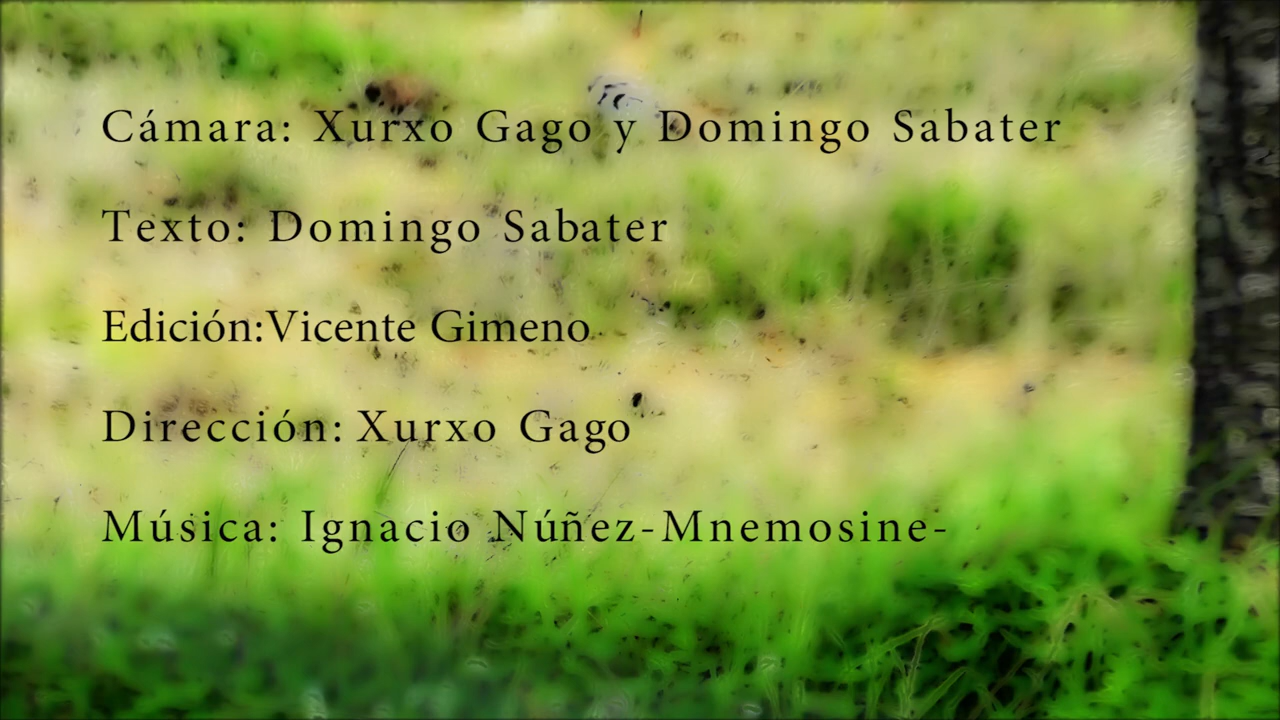 Cámara: Xurxo Gago y Domingo Sabater
Texto: Domingo Sabater
Edición:Vicente Gimeno
Dirección: Xurxo Gago
Música: Ignacio Núñez-Mnemosine-